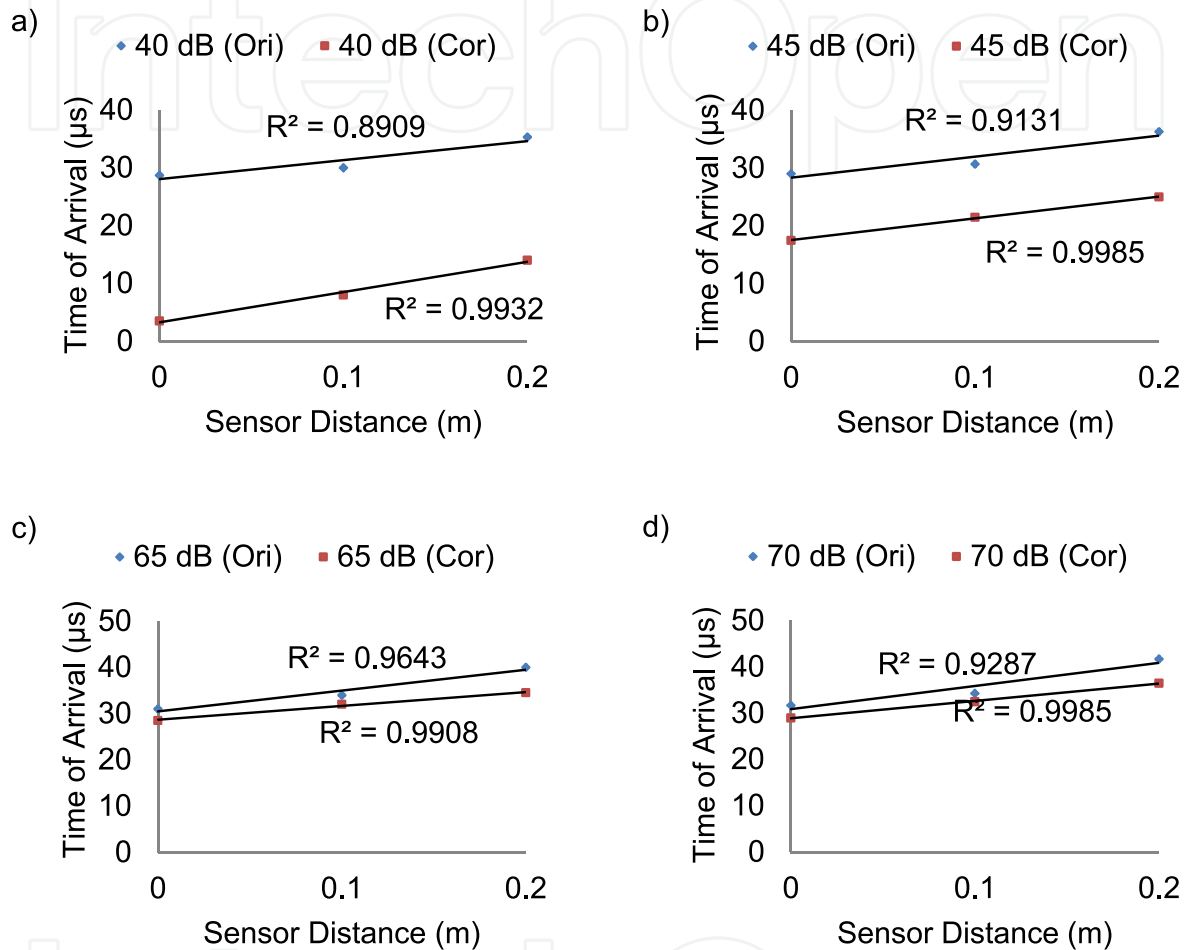 IntechOpen
a)
40 dB (Ori) 40 dB (Cor)
40
30
20
10
0
Time of Arrival (µs)
R² = 0.8909
R² = 0.9932
0 0.1 0.2
Sensor Distance (m)
b)
45 dB (Ori) 45 dB (Cor)
40
30
20
10
0
Time of Arrival (µs)
R² = 0.9131
R² = 0.9985
0 0.1 0.2
Sensor Distance (m)
c)
65 dB (Ori) 65 dB (Cor)
50
40
30
20
10
0
Time of Arrival (µs)
R² = 0.9643
R² = 0.9908
0 0.1 0.2
Sensor Distance (m)
d)
70 dB (Ori) 70 dB (Cor)
50
40
30
20
10
0
Time of Arrival (µs)
R² = 0.9287
R² = 0.9985
0 0.1 0.2
Sensor Distance (m)